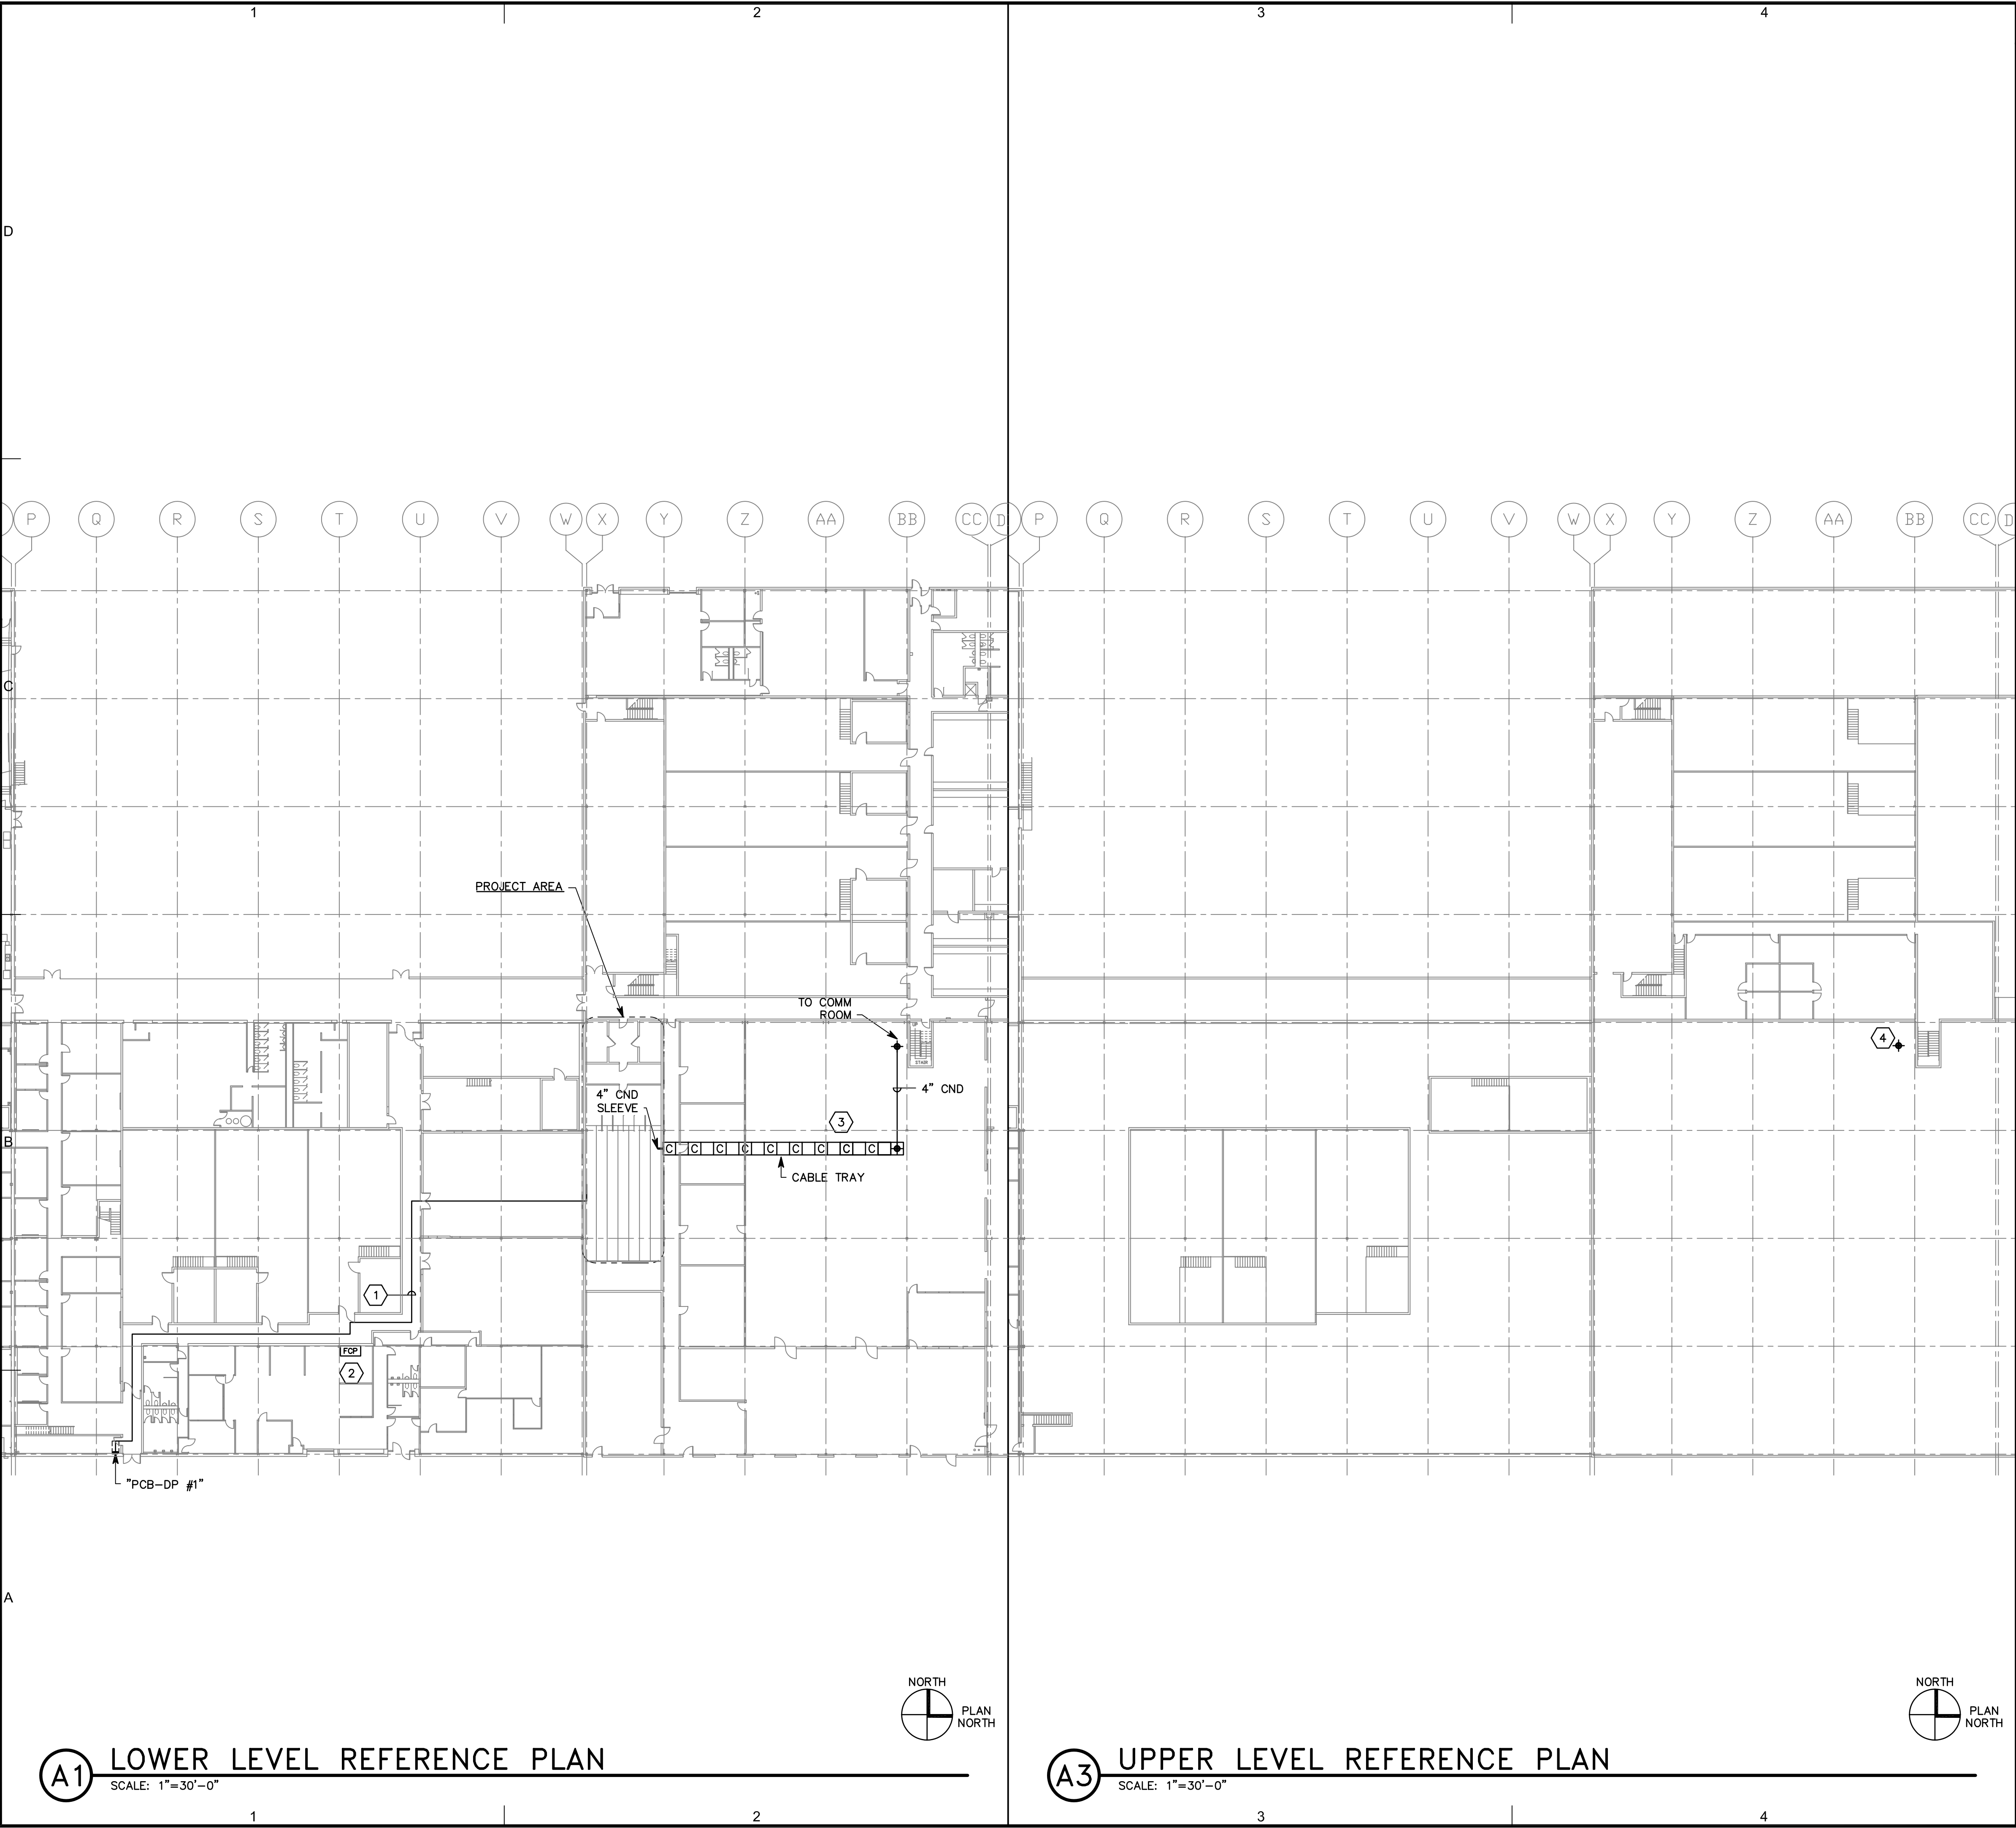 1
2
3
4
D
P
Q
R
S
T
U
V
W
X
Y
Z
AA
BB
CC
D
P
Q
R
S
T
U
V
W
X
Y
Z
AA
BB
CC
D
C
PROJECT AREA
TO COMM
ROOM
STAIR
4
4" CND
SLEEVE
4" CND
3
B
C C C C C C C C C
CABLE TRAY
1
FCP
2
"PCB-DP #1"
A
NORTH
PLAN
NORTH
NORTH
PLAN
NORTH
A1
LOWER LEVEL REFERENCE PLAN
SCALE: 1"=30'-0"
A3
UPPER LEVEL REFERENCE PLAN
SCALE: 1"=30'-0"
1
2
3
4